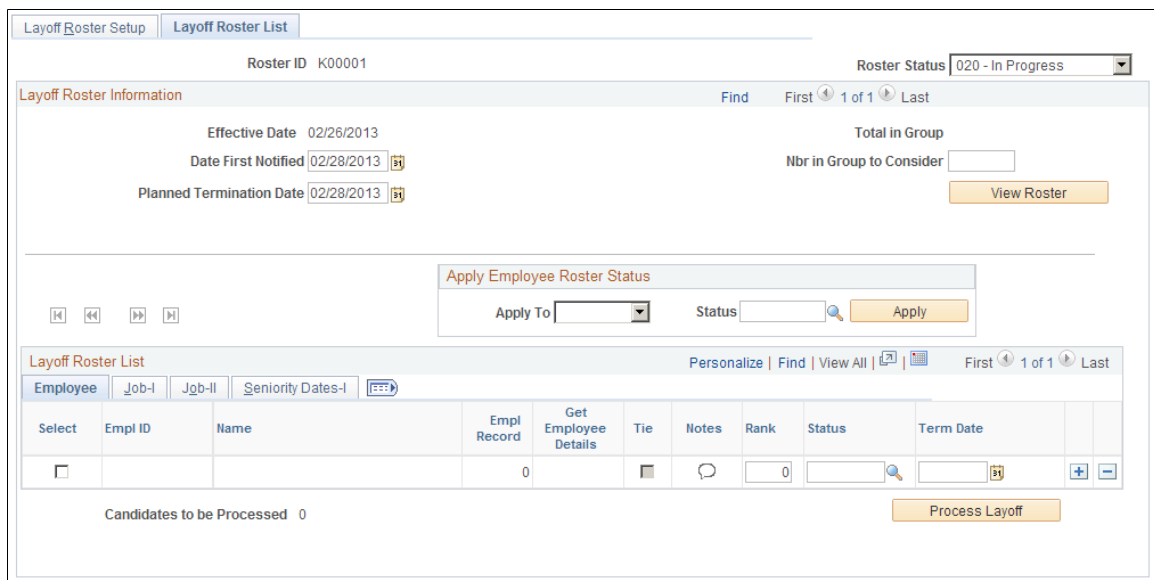 Layoff Roster Setup Layoff Roster List
Roster ID K00001 Roster Status 020 - In Progress
Layoff Roster Information Find First 1 of 1 Last
Effective Date 02/26/2013 Total in Group
Date First Notified 02/28/2013 Nbr in Group to Consider
Planned Termination Date 02/28/2013 View Roster
Apply Employee Roster Status
Apply To Status Apply
Layoff Roster List Personalize | Find | View All | | First 1 of 1 Last
Employee Job-I Job-II Seniority Dates-I
Select Empl ID Name Empl Record Get Employee Details Tie Notes Rank Status Term Date
0 0
Candidates to be Processed 0 Process Layoff